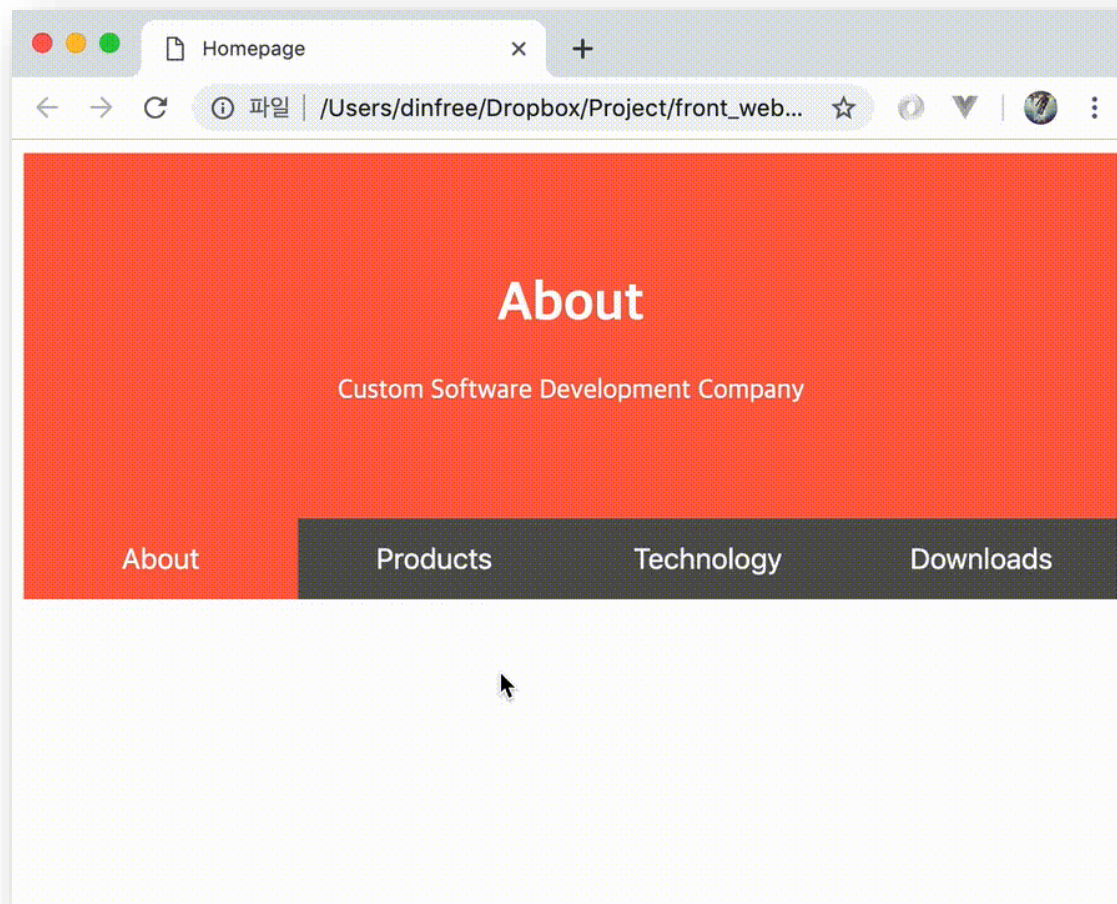 Homepage
파일 /Users/dinfree/Dropbox/Project/front_web...
About
Custom Software Development Company
About Products Technology Downloads